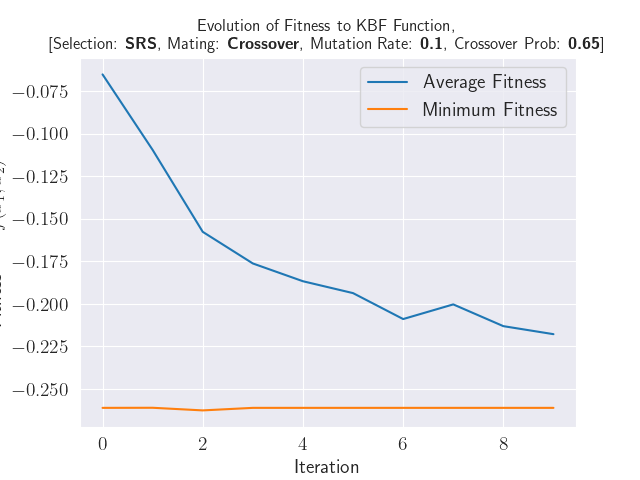 Evolution of Fitness to KBF Function,
[Selection: SRS, Mating: Crossover, Mutation Rate: 0.1, Crossover Prob: 0.65]
Average Fitness
Minimum Fitness
−0.075
−0.100
−0.125
−0.150
−0.175
−0.200
−0.225
−0.250
0 2 4 6 8
Iteration